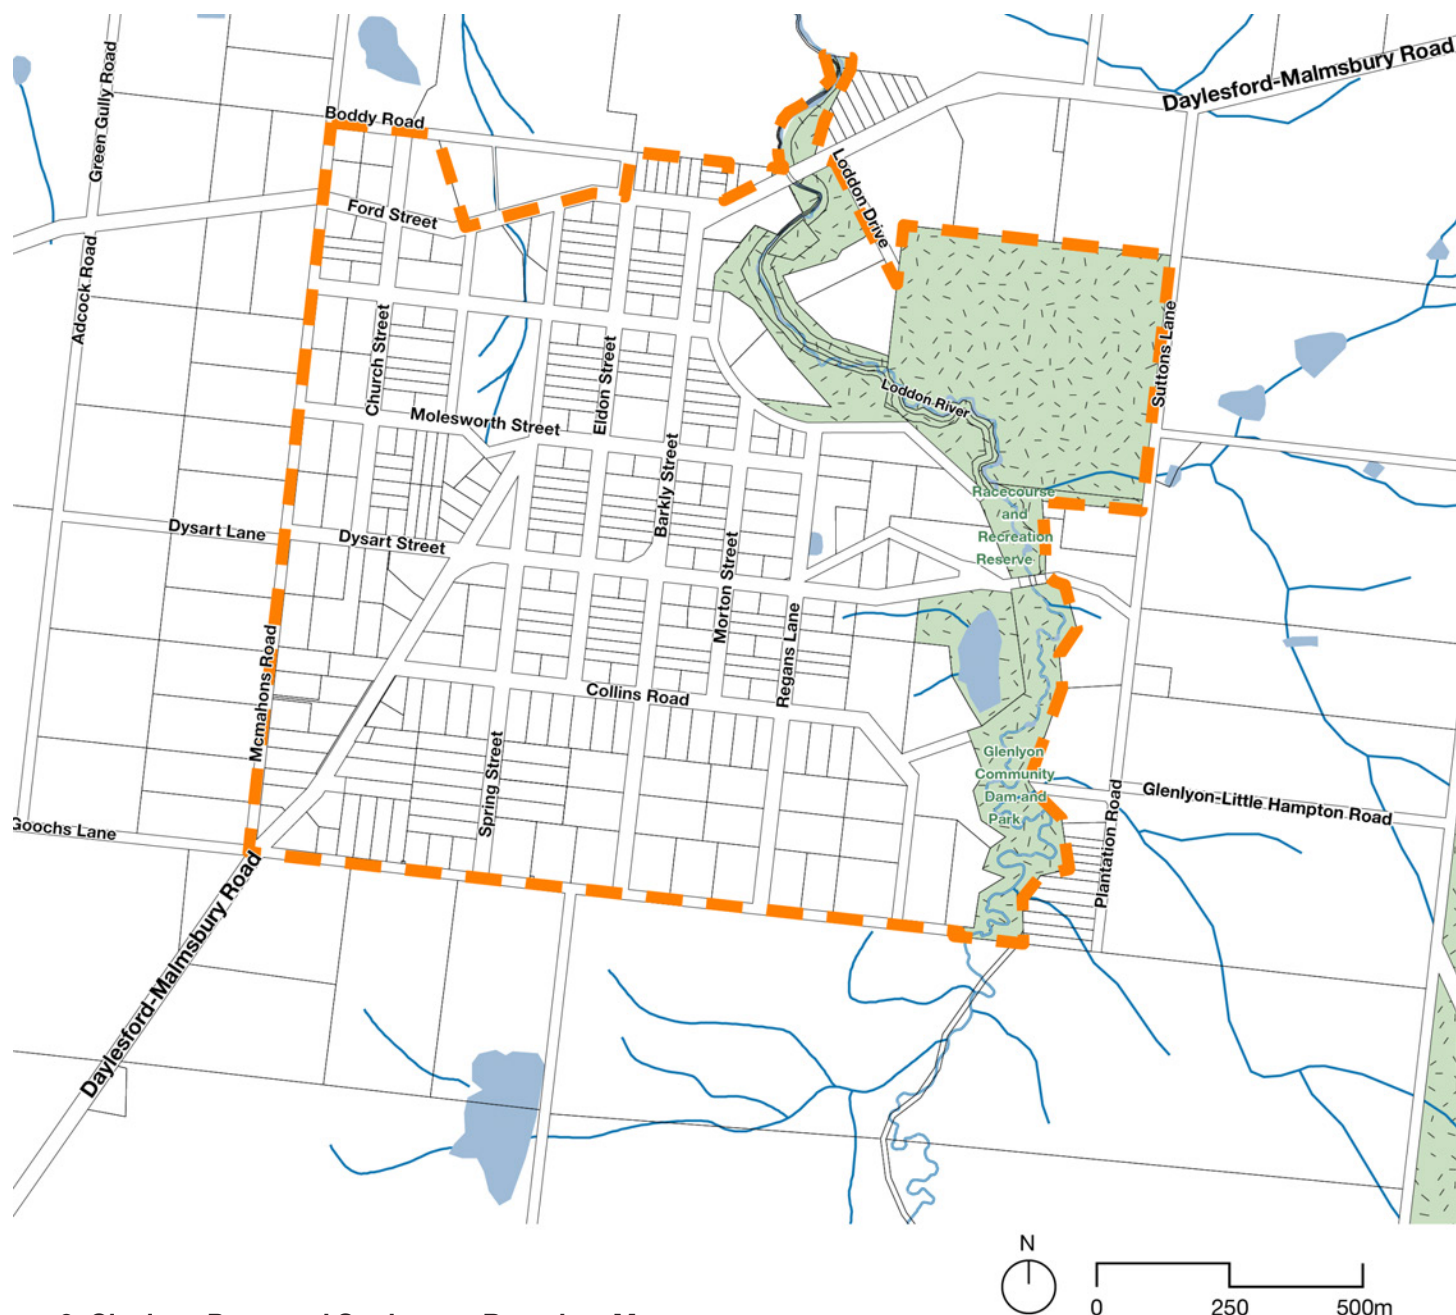 Daylesford-Malmsbury Road
Green Gully Road
Boddy Road
Loddon Drive
Ford Street
Adcock Road
Church Street
Suttons Lane
Eldon Street
Loddon River
Molesworth Street
Barkly Street
Racecourse
and
Recreation
Reserve
Dysart Lane
Dysart Street
Morton Street
Regans Lane
Mcmahons Road
Collins Road
Spring Street
Glenlyon
Community
Dam and
Park
Plantation Road
Glenlyon-Little Hampton Road
Goochs Lane
Daylesford-Malmsbury Road
N
0 250 500m